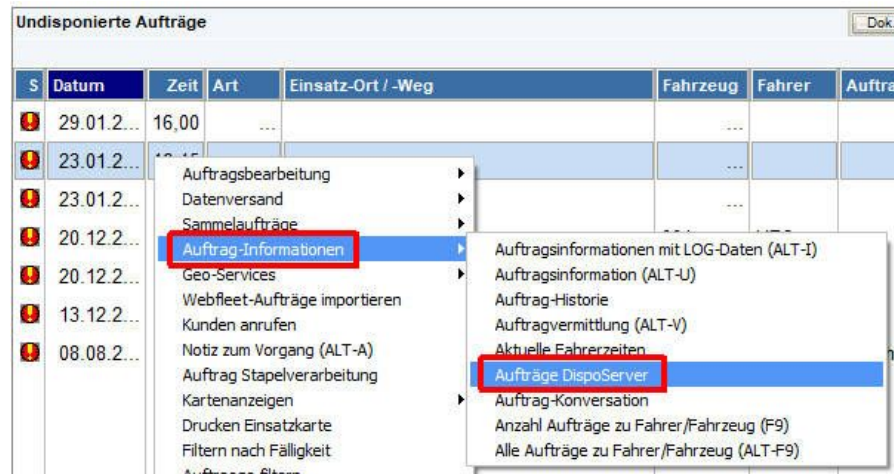 Undisponierte Aufträge
Dok.
S Datum Zeit Art Einsatz-Ort / -Weg Fahrzeug Fahrer Auftra
29.01.2... 16,00 ... ...
23.01.2... ...
23.01.2... ...
20.12.2...
20.12.2...
13.12.2...
08.08.2...
Auftragsbearbeitung
Datenversand
Sammelaufträge
Auftrag-Informationen
Geo-Services
Webfleet-Aufträge importieren
Kunden anrufen
Notiz zum Vorgang (ALT-A)
Auftrag Stapelverarbeitung
Kartenanzeigen
Drucken Einsatzkarte
Filtern nach Fälligkeit
Auftragsinformationen mit LOG-Daten (ALT-I)
Auftragsinformation (ALT-U)
Auftrag-Historie
Auftragvermittlung (ALT-V)
Aktuelle Fahrerzeiten
Aufträge DispoServer
Auftrag-Konversation
Anzahl Aufträge zu Fahrer/Fahrzeug (F9)
Alle Aufträge zu Fahrer/Fahrzeug (ALT-F9)